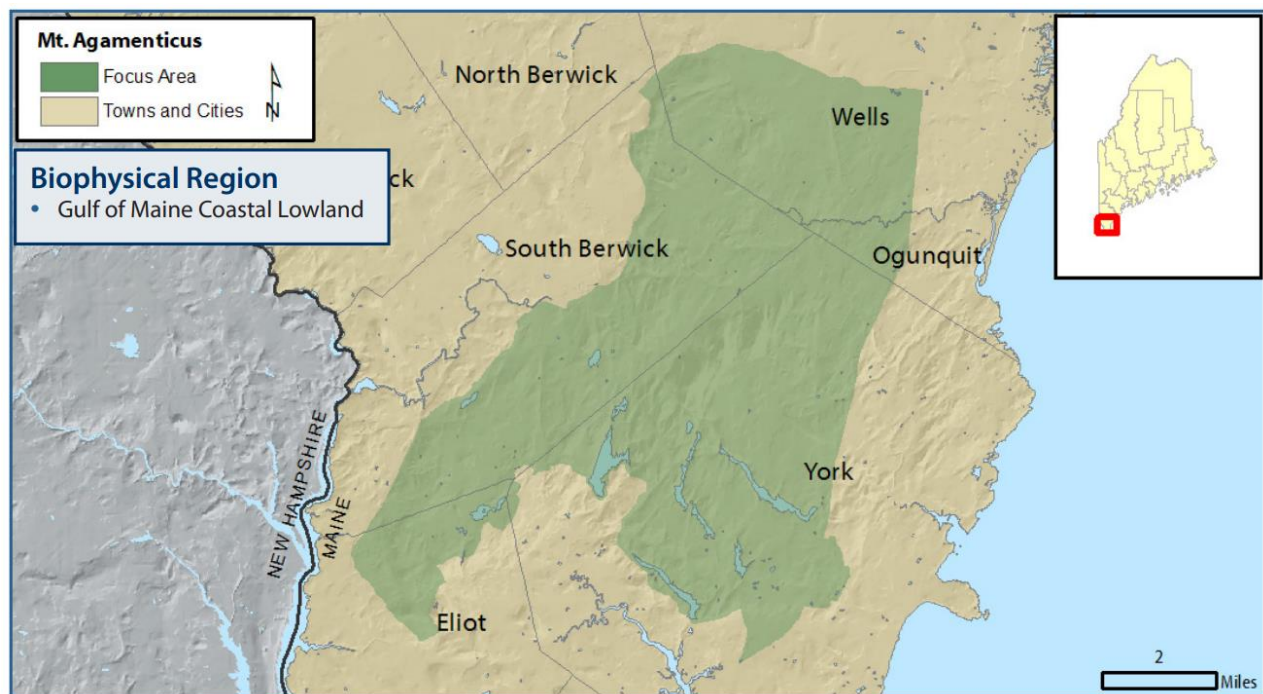 Mt. Agamenticus
Focus Area
Towns and Cities
N
Biophysical Region
• Gulf of Maine Coastal Lowland
ck
North Berwick
Wells
South Berwick
Ogunquit
NEW HAMPSHIRE
MAINE
York
Eliot
2
Miles